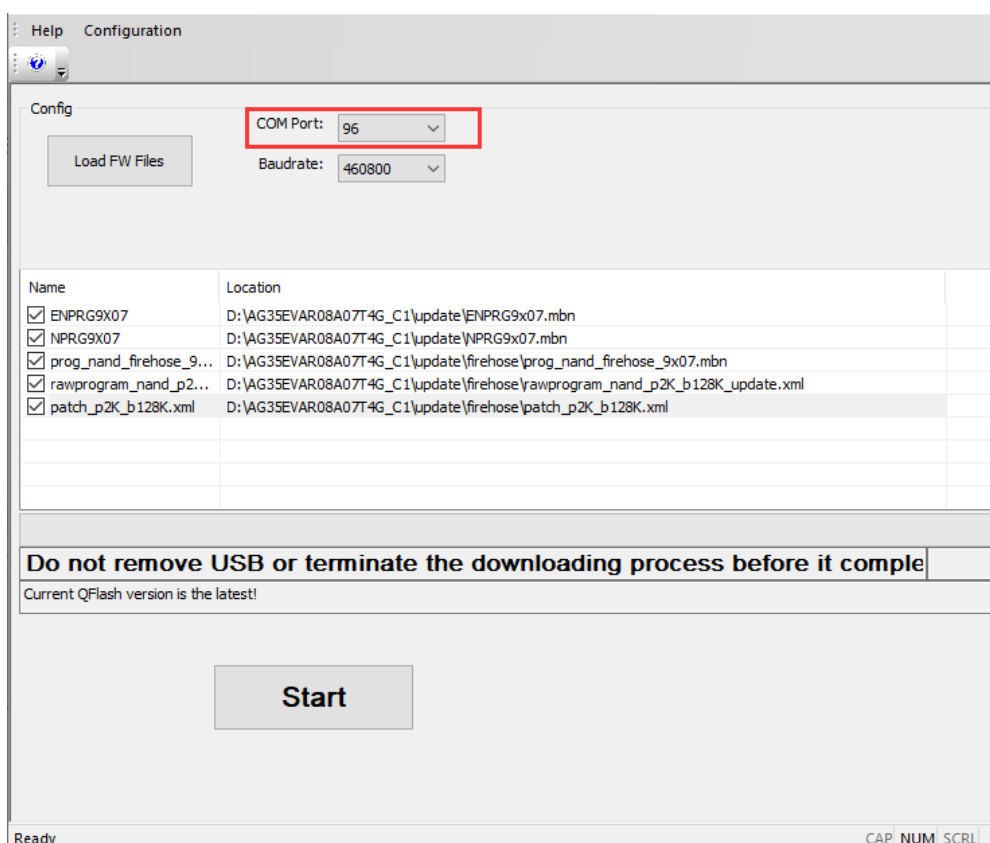 Help Configuration
Config
COM Port: 96
Load FW Files
Baudrate: 460800
Name Location
ENPRG9X07 D:\AG35EVAR08A07T4G_C1\update\ENPRG9x07.mbn
NPRG9X07 D:\AG35EVAR08A07T4G_C1\update\NPRG9x07.mbn
prog_nand_firehose_9... D:\AG35EVAR08A07T4G_C1\update\firehose\prog_nand_firehose_9x07.mbn
rawprogram_nand_p2... D:\AG35EVAR08A07T4G_C1\update\firehose\rawprogram_nand_p2K_b128K_update.xml
patch_p2K_b128K.xml D:\AG35EVAR08A07T4G_C1\update\firehose\patch_p2K_b128K.xml
Do not remove USB or terminate the downloading process before it comple
Current QFlash version is the latest!
Start
Ready CAP NUM SCRL